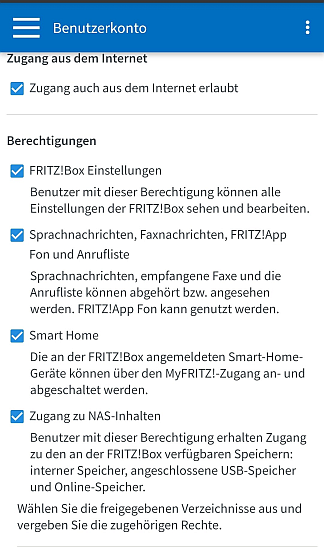 Benutzerkonto
Zugang aus dem Internet
Zugang auch aus dem Internet erlaubt
Berechtigungen
FRITZ!Box Einstellungen
Benutzer mit dieser Berechtigung können alle
Einstellungen der FRITZ!Box sehen und bearbeiten.
Sprachnachrichten, Faxnachrichten, FRITZ!App
Fon und Anrufliste
Sprachnachrichten, empfangene Faxe und die
Anrufliste können abgehört bzw. angesehen
werden. FRITZ!App Fon kann genutzt werden.
Smart Home
Die an der FRITZ!Box angemeldeten Smart-Home-
Geräte können über den MyFRITZ!-Zugang an- und
abgeschaltet werden.
Zugang zu NAS-Inhalten
Benutzer mit dieser Berechtigung erhalten Zugang
zu den an der FRITZ!Box verfügbaren Speichern:
interner Speicher, angeschlossene USB-Speicher
und Online-Speicher.
Wählen Sie die freigegebenen Verzeichnisse aus und
vergeben Sie die zugehörigen Rechte.